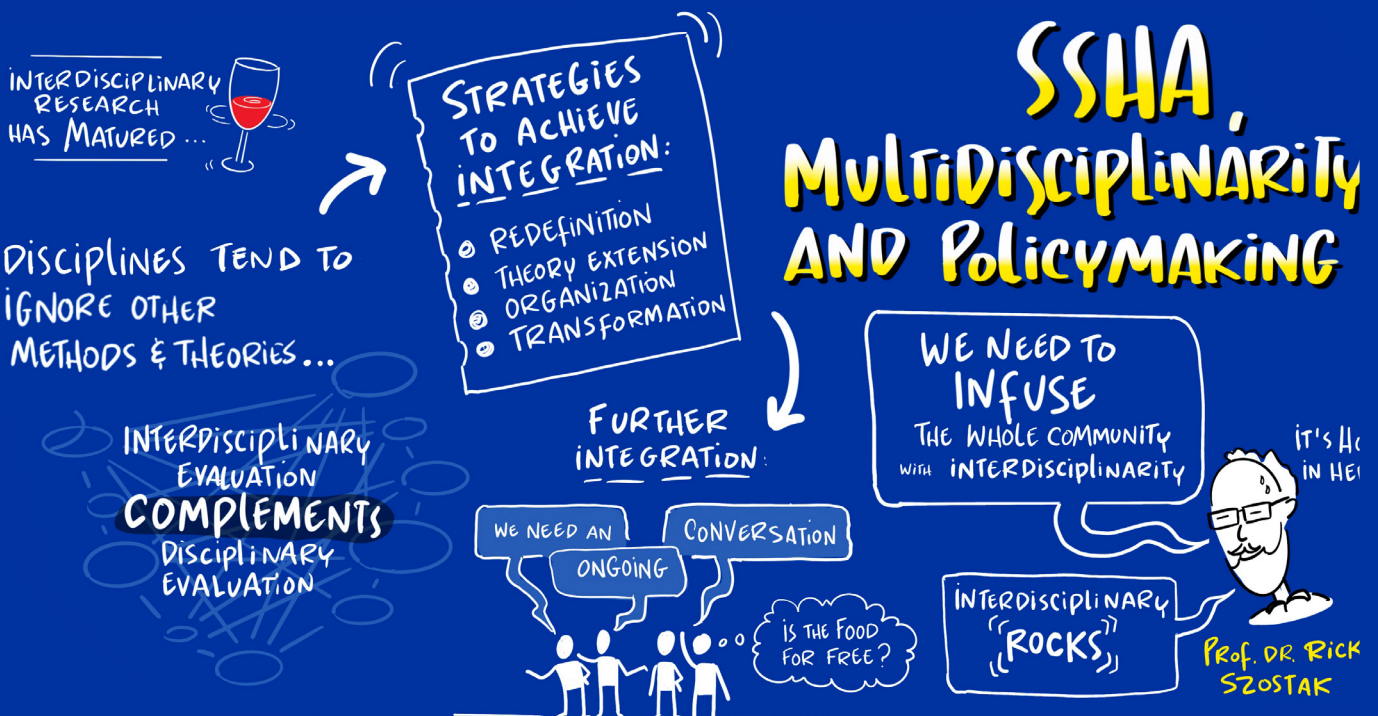 INTERDISCIPLINARY
RESEARCH
HAS MATURED ...
DISCIPLINES TEND TO
IGNORE OTHER
METHODS & THEORIES...
INTERDISCIPLINARY
EVALUATION
COMPLEMENTS
DISCIPLINARY
EVALUATION
STRATEGIES
TO ACHIEVE
INTEGRATION:
REDEFINITION
THEORY EXTENSION
ORGANIZATION
TRANSFORMATION
FURTHER
INTEGRATION:
WE NEED AN
ONGOING
CONVERSATION
IS THE FOOD
FOR FREE?
SSHA,
MULTIDISCIPLINARITY
AND POLICYMAKING
WE NEED TO
INFUSE
THE WHOLE COMMUNITY
WITH INTERDISCIPLINARITY
IT'S
IN
INTERDISCIPLINARY
ROCKS
PROF. DR. RICK
SZOSTAK